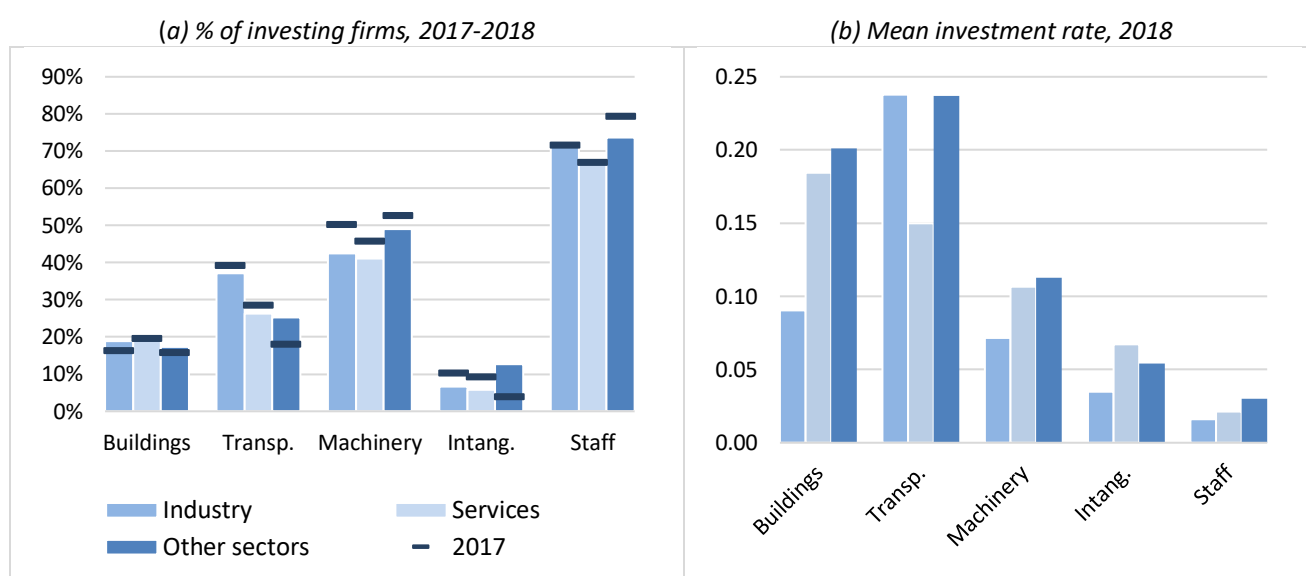 (a) % of investing firms, 2017-2018
90%
80%
70%
60%
50%
40%
30%
20%
10%
0%
Buildings Transp. Machinery Intang. Staff
Industry Services
Other sectors 2017
(b) Mean investment rate, 2018
0.25
0.20
0.15
0.10
0.05
0.00
Buildings Transp. Machinery Intang. Staff